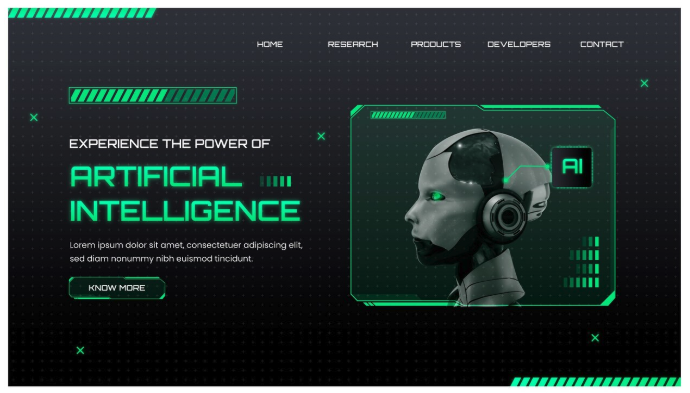 HOME RESEARCH PRODUCTS DEVELOPERS CONTACT
EXPERIENCE THE POWER OF
ARTIFICIAL
INTELLIGENCE
Lorem ipsum dolor sit amet, consectetuer adipiscing elit,
sed diam nonummy nibh euismod tincidunt.
KNOW MORE
AI